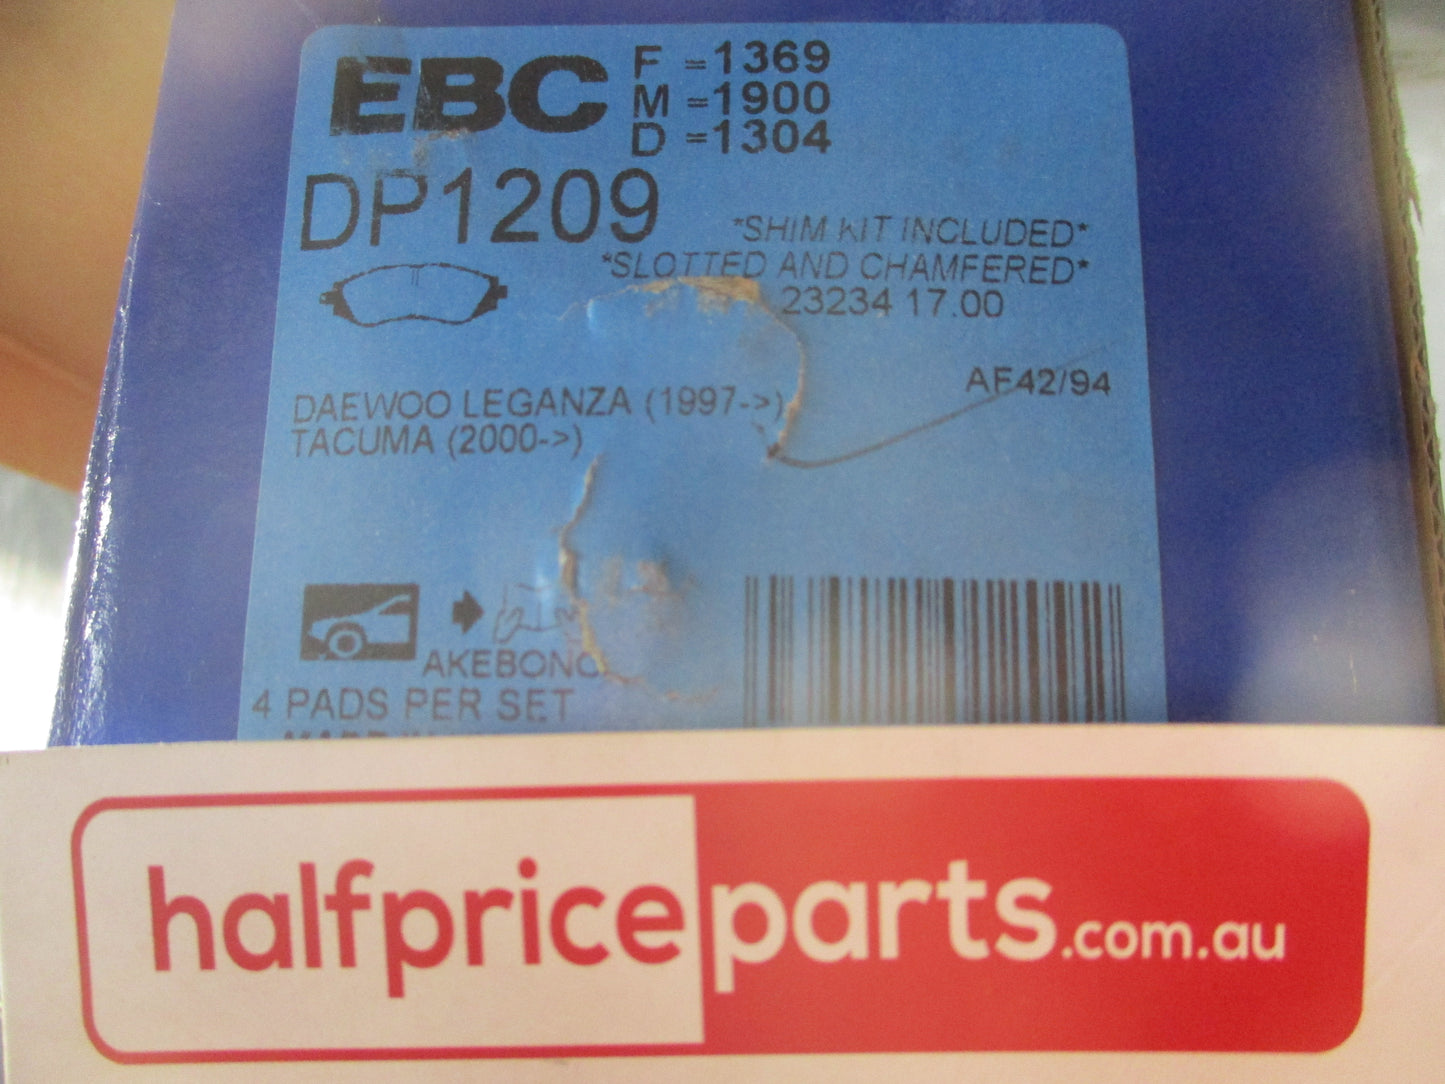 EBC
F =1369
M =1900
D =1304
DP1209
*SHIM KIT INCLUDED*
*SLOTTED AND CHAMFERED*
23234 17.00
AF42/94
DAEWOO LEGANZA (1997->)
TACUMA (2000->)
AKEBONO
4 PADS PER SET
halfpriceparts.com.au